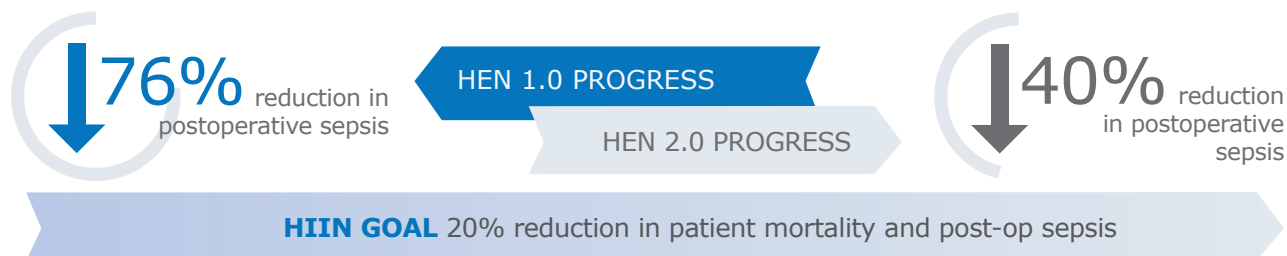 76% reduction in
postoperative sepsis
HEN 1.0 PROGRESS
HEN 2.0 PROGRESS
40% reduction
in postoperative
sepsis
HIIN GOAL 20% reduction in patient mortality and post-op sepsis